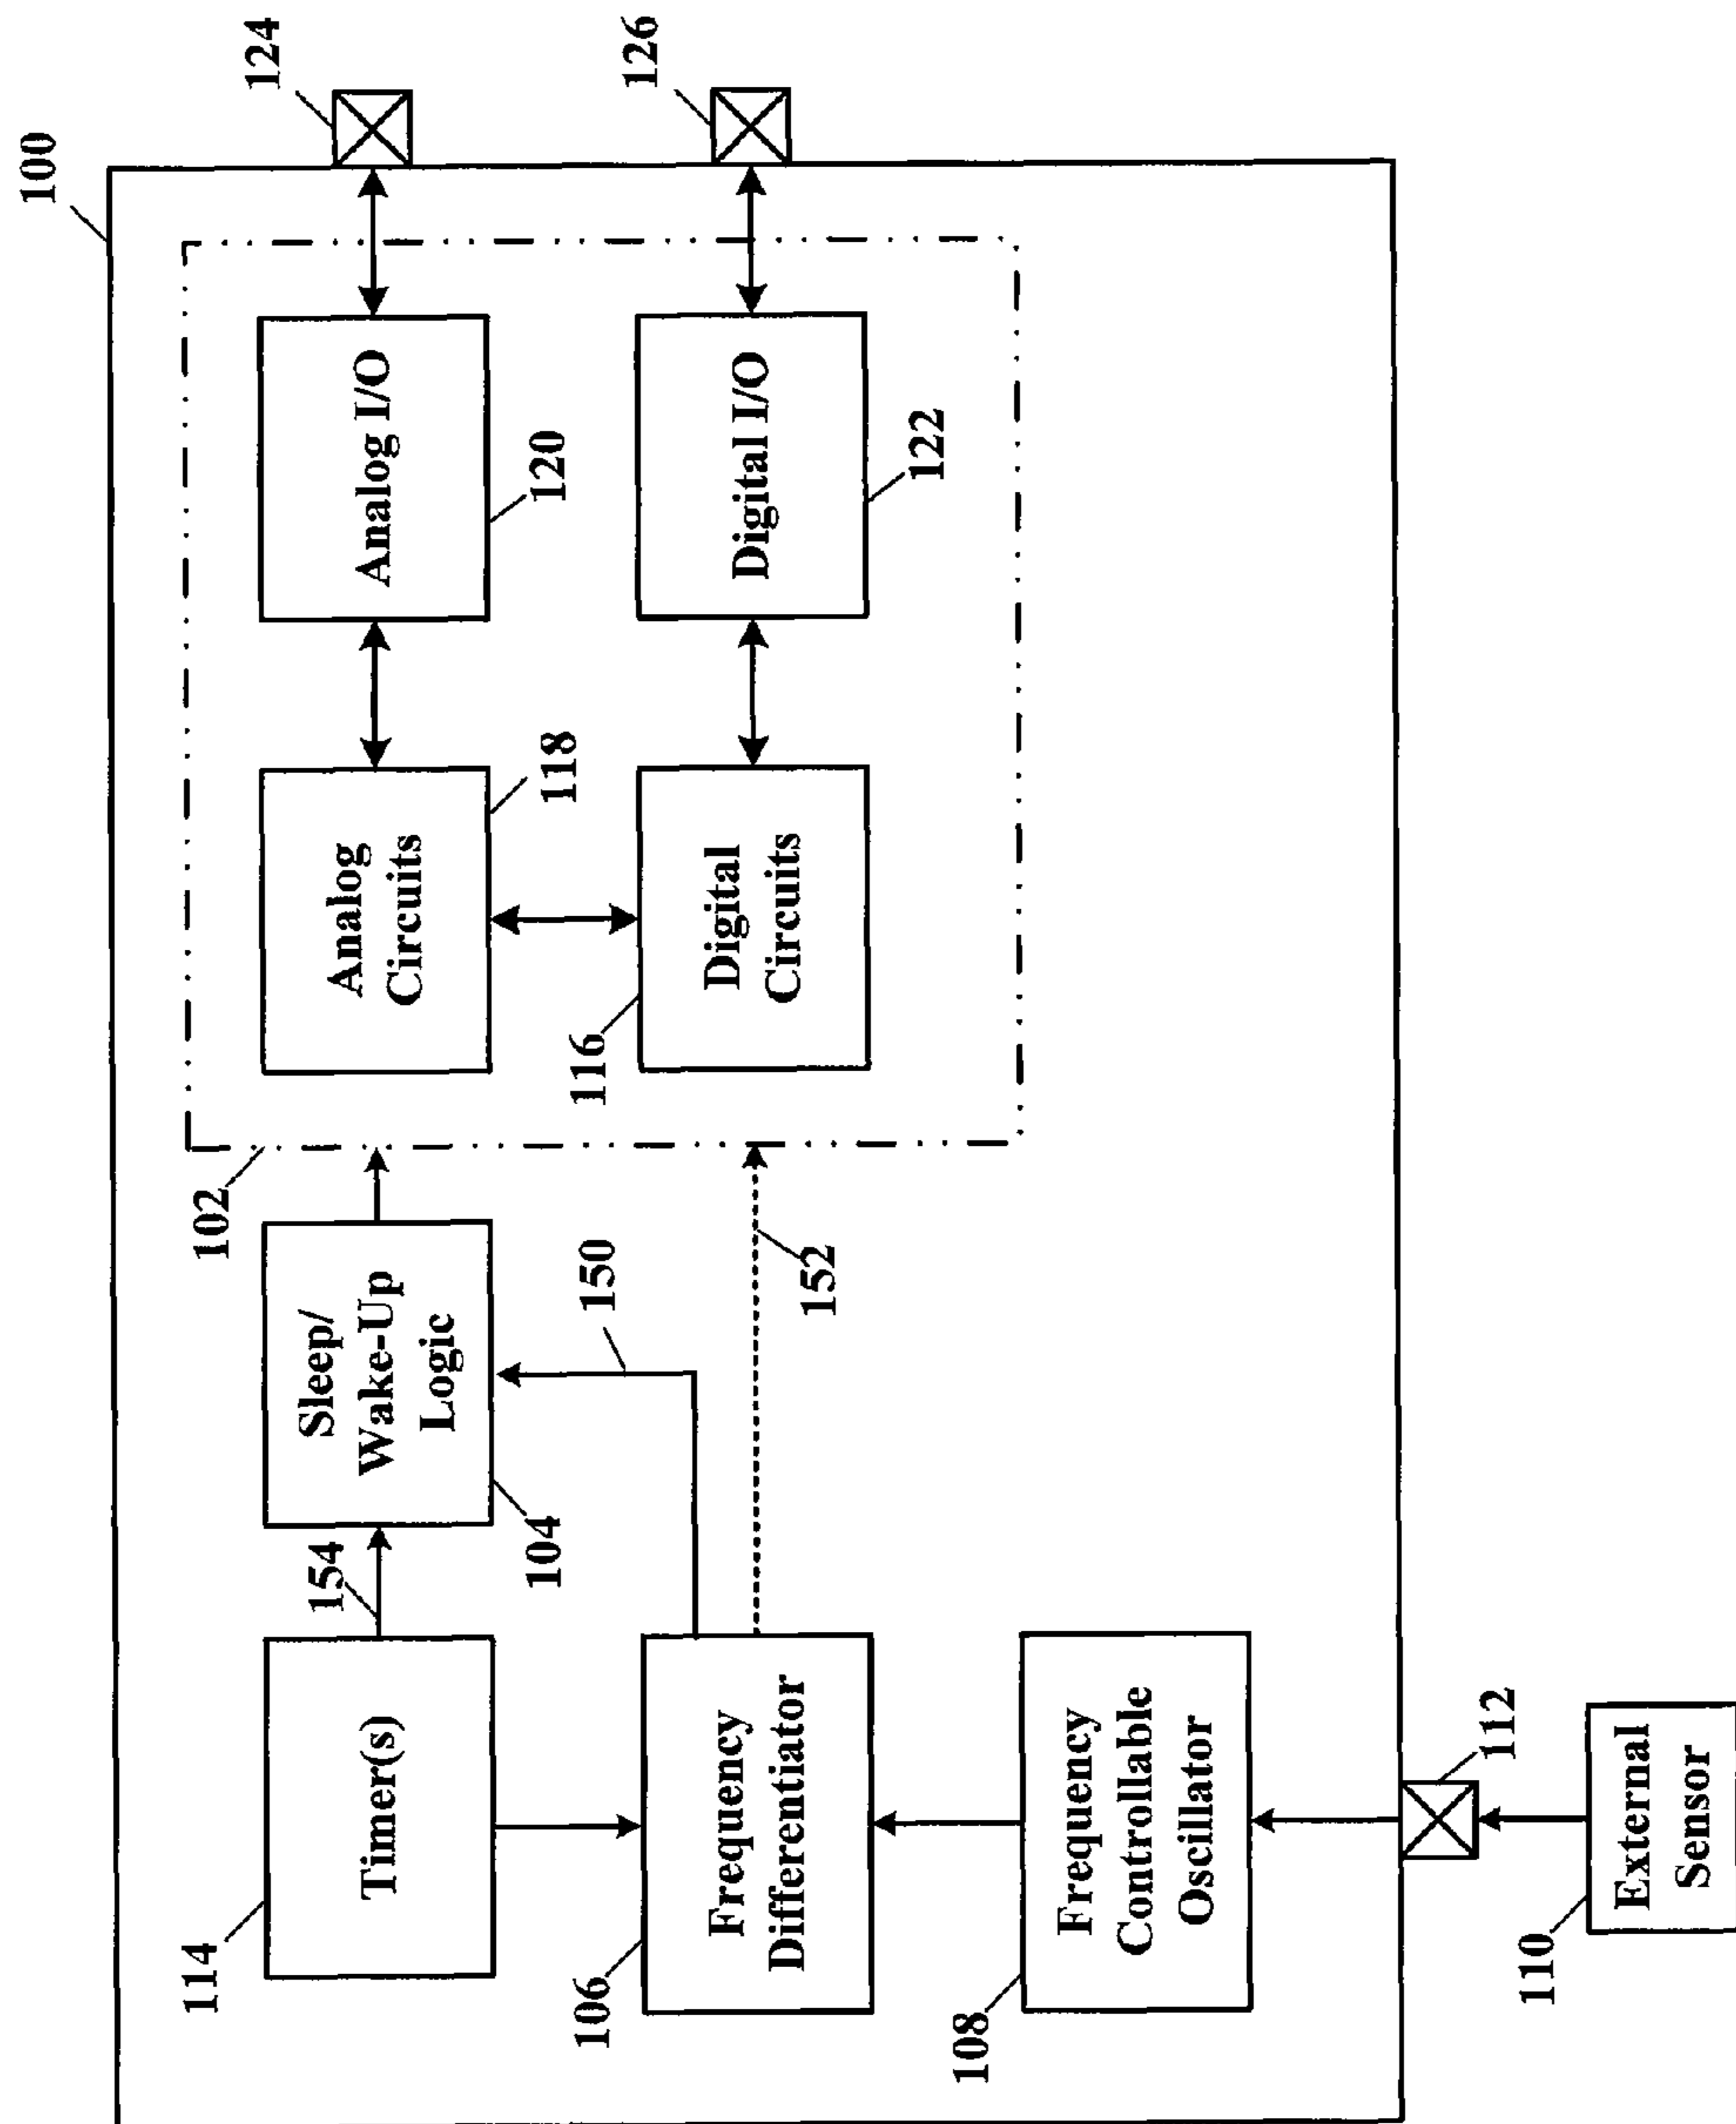 100
114
Timer(s)
154
Sleep/
Wake-Up
Logic
104
102
Analog
Circuits
118
Analog I/O
120
124
106
Frequency
Differentiator
150
152
116
Digital
Circuits
Digital I/O
122
126
108
Frequency
Controllable
Oscillator
112
110
External
Sensor